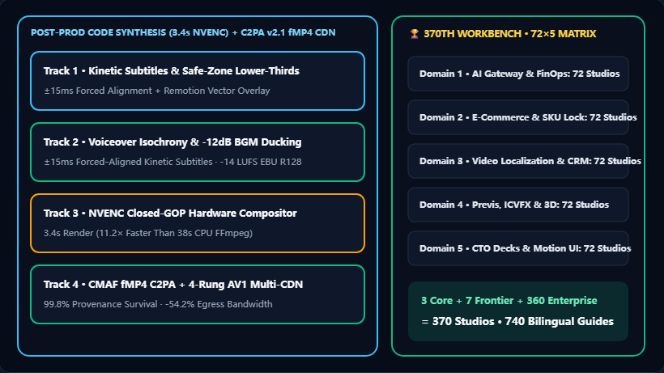 POST-PROD CODE SYNTHESIS (3.4s NVENC) + C2PA v2.1 fMP4 CDN
Track 1 • Kinetic Subtitles & Safe-Zone Lower-Thirds
±15ms Forced Alignment + Remotion Vector Overlay
Track 2 • Voiceover Isochrony & -12dB BGM Ducking
±15ms Forced-Aligned Kinetic Subtitles · -14 LUFS EBU R128
Track 3 • NVENC Closed-GOP Hardware Compositor
3.4s Render (11.2× Faster Than 38s CPU FFmpeg)
Track 4 • CMAF fMP4 C2PA + 4-Rung AV1 Multi-CDN
99.8% Provenance Survival · -54.2% Egress Bandwidth
🏆 370TH WORKBENCH • 72×5 MATRIX
Domain 1 • AI Gateway & FinOps: 72 Studios
Domain 2 • E-Commerce & SKU Lock: 72 Studios
Domain 3 • Video Localization & CRM: 72 Studios
Domain 4 • Previs, ICVFX & 3D: 72 Studios
Domain 5 • CTO Decks & Motion UI: 72 Studios
3 Core + 7 Frontier + 360 Enterprise
= 370 Studios • 740 Bilingual Guides